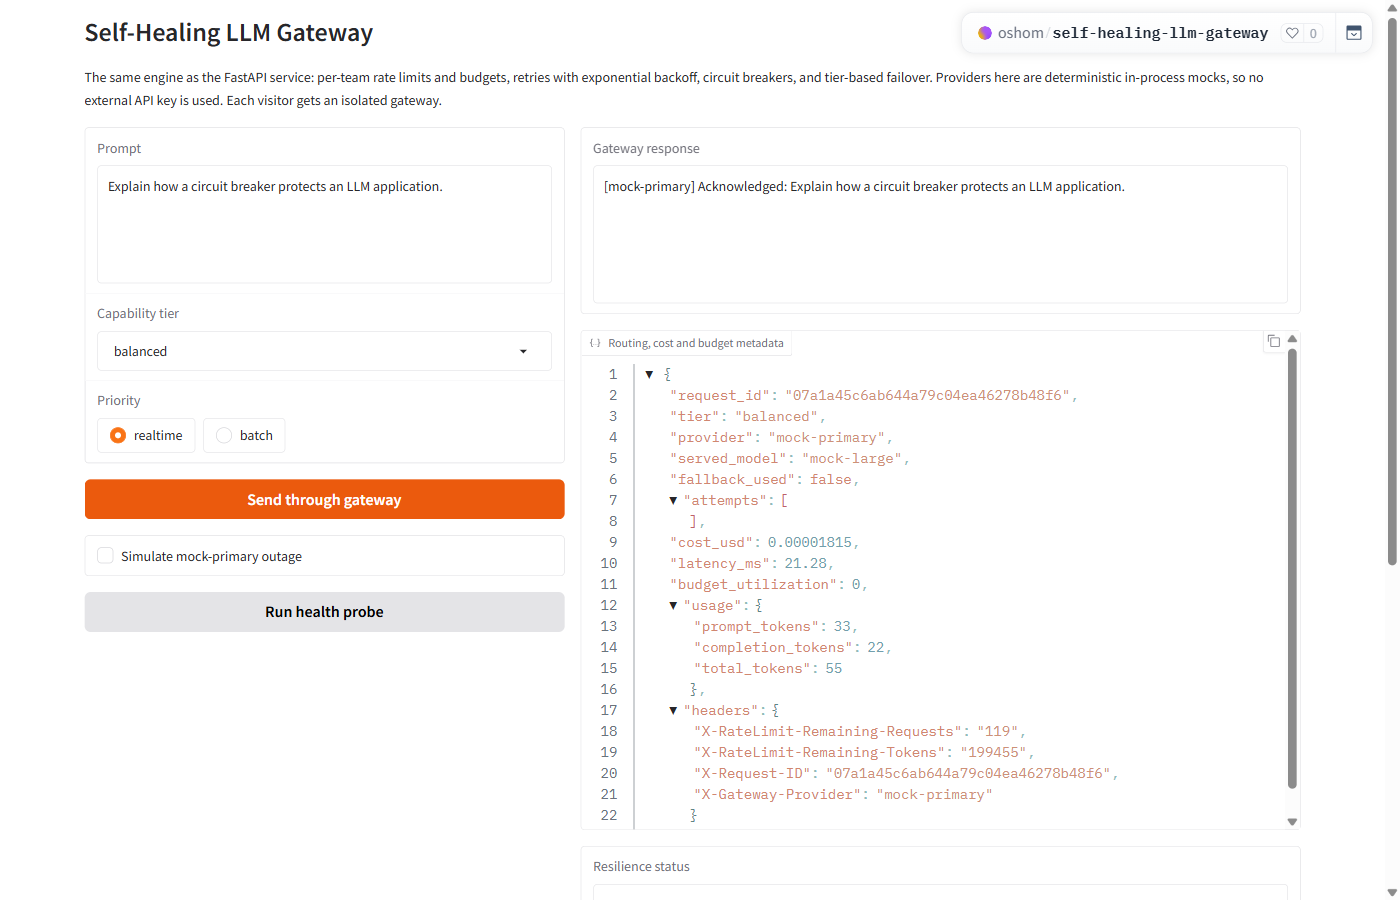 Self-Healing LLM Gateway
oshom/self-healing-llm-gateway
0
The same engine as the FastAPI service: per-team rate limits and budgets, retries with exponential backoff, circuit breakers, and tier-based failover. Providers here are deterministic in-process mocks, so no
external API key is used. Each visitor gets an isolated gateway.
Prompt
Explain how a circuit breaker protects an LLM application.
Capability tier
balanced
Priority
realtime
batch
Send through gateway
Simulate mock-primary outage
Run health probe
Gateway response
[mock-primary] Acknowledged: Explain how a circuit breaker protects an LLM application.
Routing, cost and budget metadata
1 {
2 "request_id": "07a1a45c6ab644a79c04ea46278b48f6",
3 "tier": "balanced",
4 "provider": "mock-primary",
5 "served_model": "mock-large",
6 "fallback_used": false,
7 "attempts": [
8 ],
9 "cost_usd": 0.00001815,
10 "latency_ms": 21.28,
11 "budget_utilization": 0,
12 "usage": {
13 "prompt_tokens": 33,
14 "completion_tokens": 22,
15 "total_tokens": 55
16 },
17 "headers": {
18 "X-RateLimit-Remaining-Requests": "119",
19 "X-RateLimit-Remaining-Tokens": "199455",
20 "X-Request-ID": "07a1a45c6ab644a79c04ea46278b48f6",
21 "X-Gateway-Provider": "mock-primary"
22 }
Resilience status